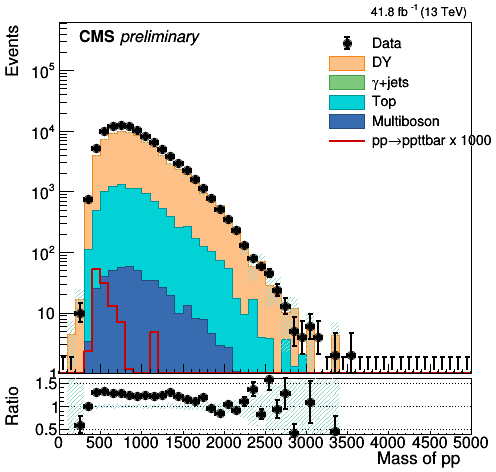 41.8 fb⁻¹ (13 TeV)
CMS preliminary
Events
Data
DY
γ+jets
Top
Multiboson
pp→ppttbar x 1000
10⁵
10⁴
10³
10²
10
1
Ratio
1.5
1
0.5
0 500 1000 1500 2000 2500 3000 3500 4000 4500 5000
Mass of pp